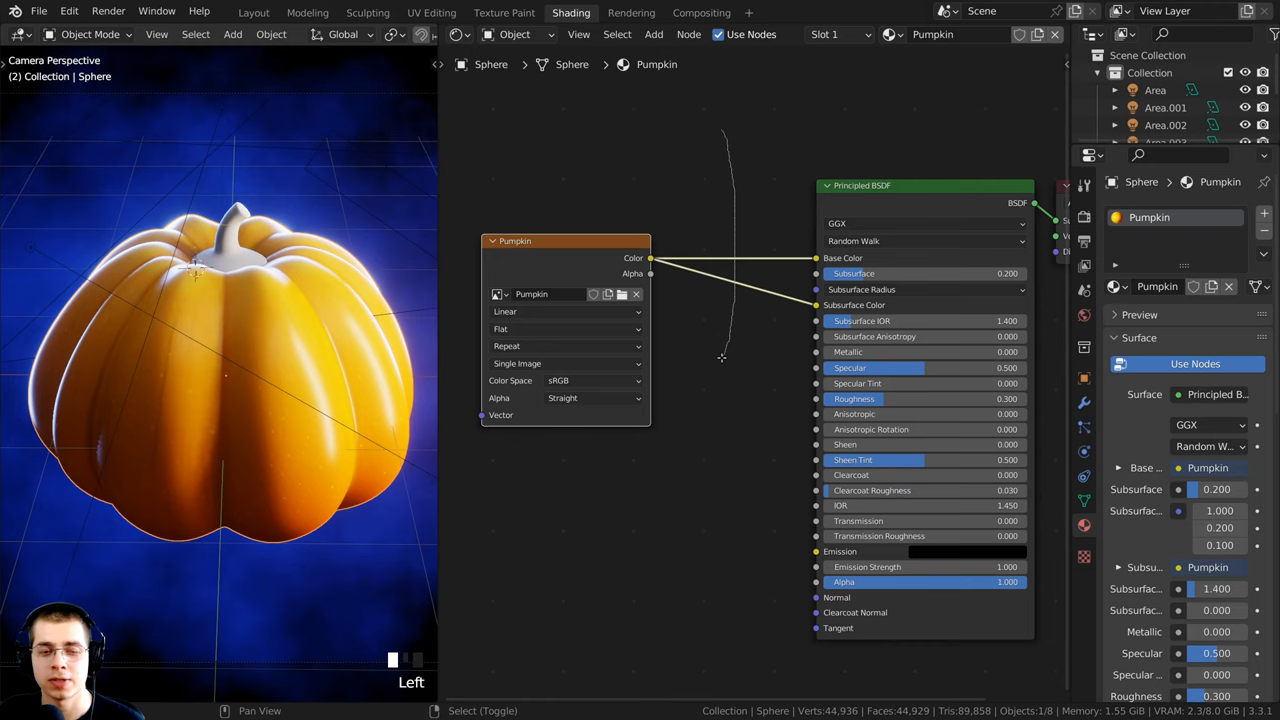 File Edit Render Window Help Layout Modeling Sculpting UV Editing Texture Paint Shading Rendering Compositing Scene View Layer
Object Mode View Select Add Object Global Object View Select Add Node Use Nodes Slot 1 Pumpkin
Camera Perspective
(2) Collection | Sphere
Sphere Sphere Pumpkin
Principled BSDF
BSDF
GGX
Random Walk
Base Color
Subsurface 0.200
Subsurface Radius
Subsurface Color
Subsurface IOR 1.400
Subsurface Anisotropy 0.000
Metallic 0.000
Specular 0.500
Specular Tint 0.000
Roughness 0.300
Anisotropic 0.000
Anisotropic Rotation 0.000
Sheen 0.000
Sheen Tint 0.500
Clearcoat 0.000
Clearcoat Roughness 0.030
IOR 1.450
Transmission 0.000
Transmission Roughness 0.000
Emission
Emission Strength 1.000
Alpha 1.000
Normal
Clearcoat Normal
Tangent
Pumpkin
Color
Alpha
Pumpkin
Linear
Flat
Repeat
Single Image
Color Space sRGB
Alpha Straight
Vector
Scene Collection
Collection
Area
Area.001
Area.002
Sphere Pumpkin
Pumpkin
Pumpkin
Preview
Surface
Use Nodes
Surface Principled B...
GGX
Random W...
Base ... Pumpkin
Subsurface 0.200
Subsurfac... 1.000
0.200
0.100
Subsu... Pumpkin
Subsurfac... 1.400
Subsurfac... 0.000
Metallic 0.000
Specular 0.500
Specular ... 0.000
Roughness 0.300
Left
Pan View Select (Toggle) Collection | Sphere | Verts:44,936 | Faces:44,929 | Tris:89,858 | Objects:1/8 | Memory: 1.55 GiB | VRAM: 2.3/8.0 GiB | 3.3.1